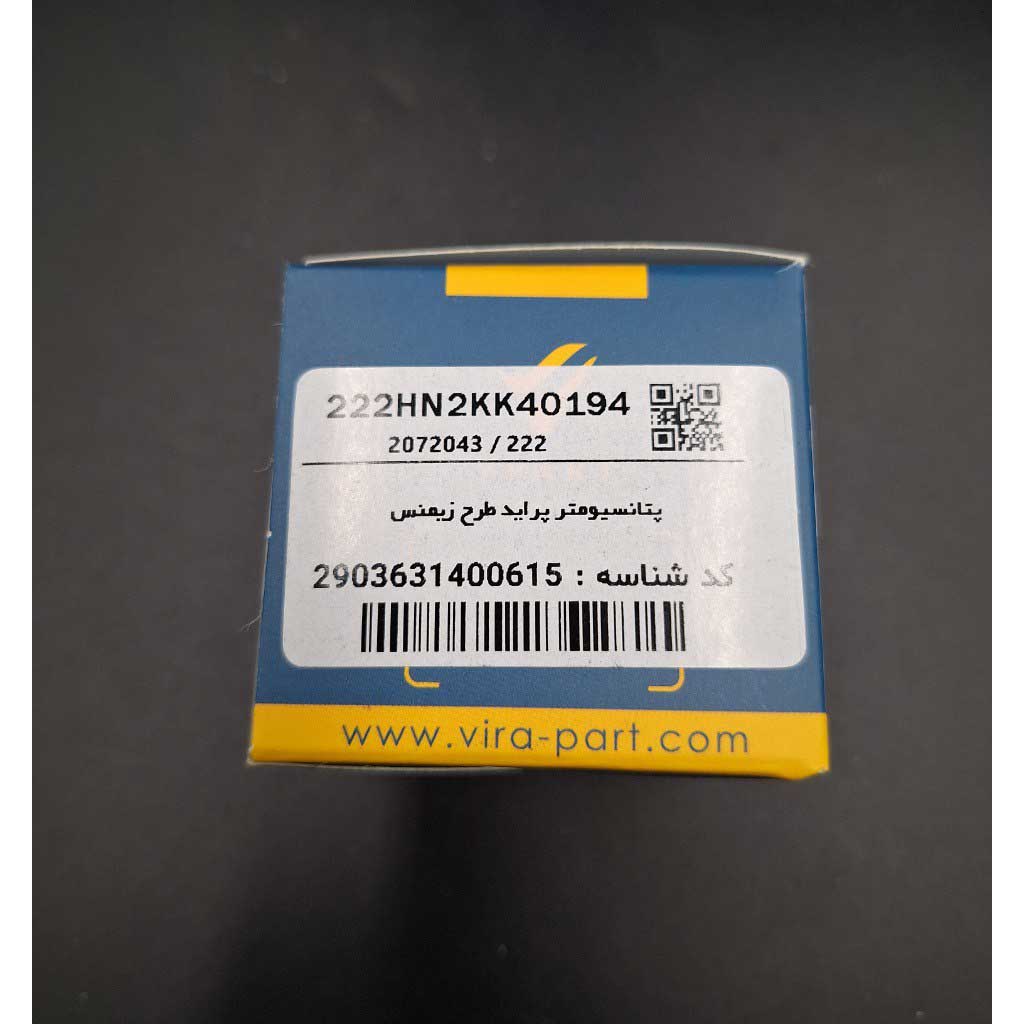 222HN2KK40194
2072043 / 222
پتانسیومتر پراید طرح زیمنس
کد شناسه : 2903631400615
www.vira-part.com